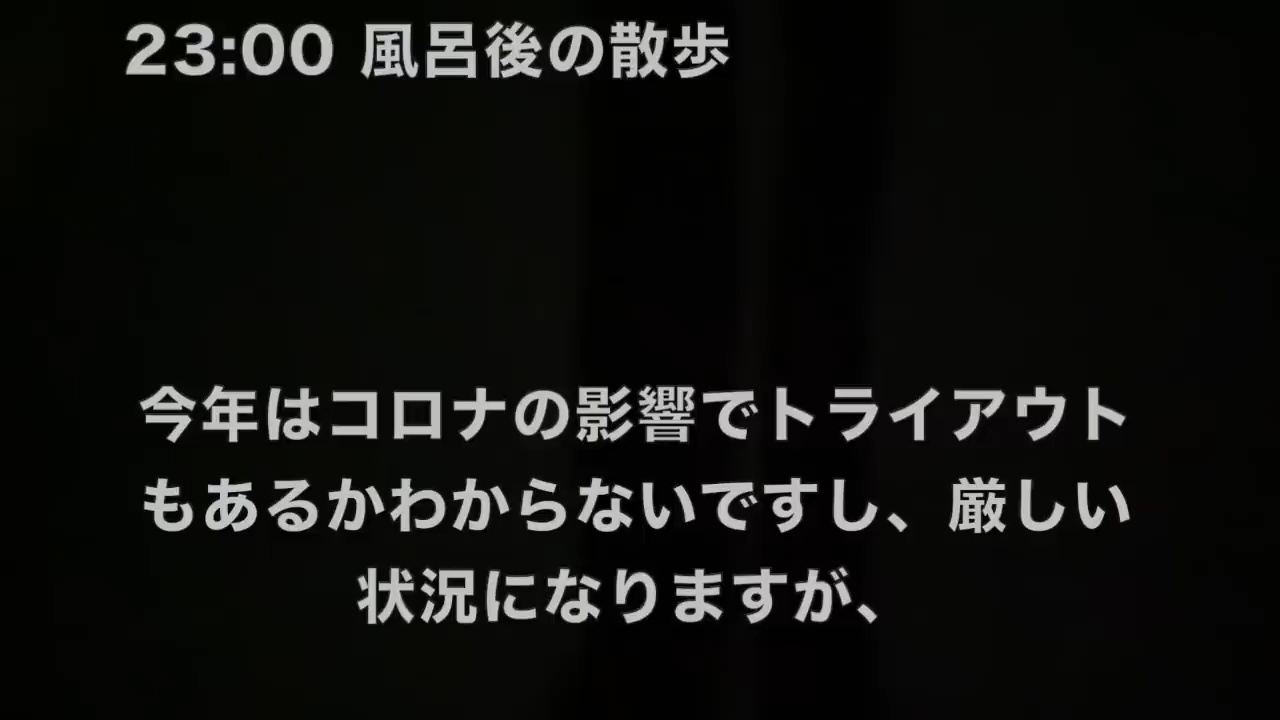 23:00 風呂後の散歩
今年はコロナの影響でトライアウト
もあるかわからないですし、厳しい
状況になりますが、